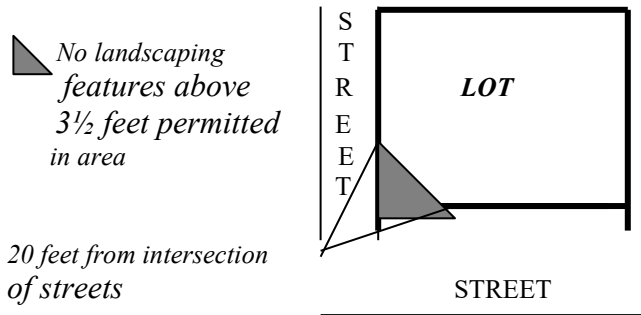 No landscaping
features above
3½ feet permitted
in area
20 feet from intersection
of streets
S
T
R
E
E
T
LOT
STREET